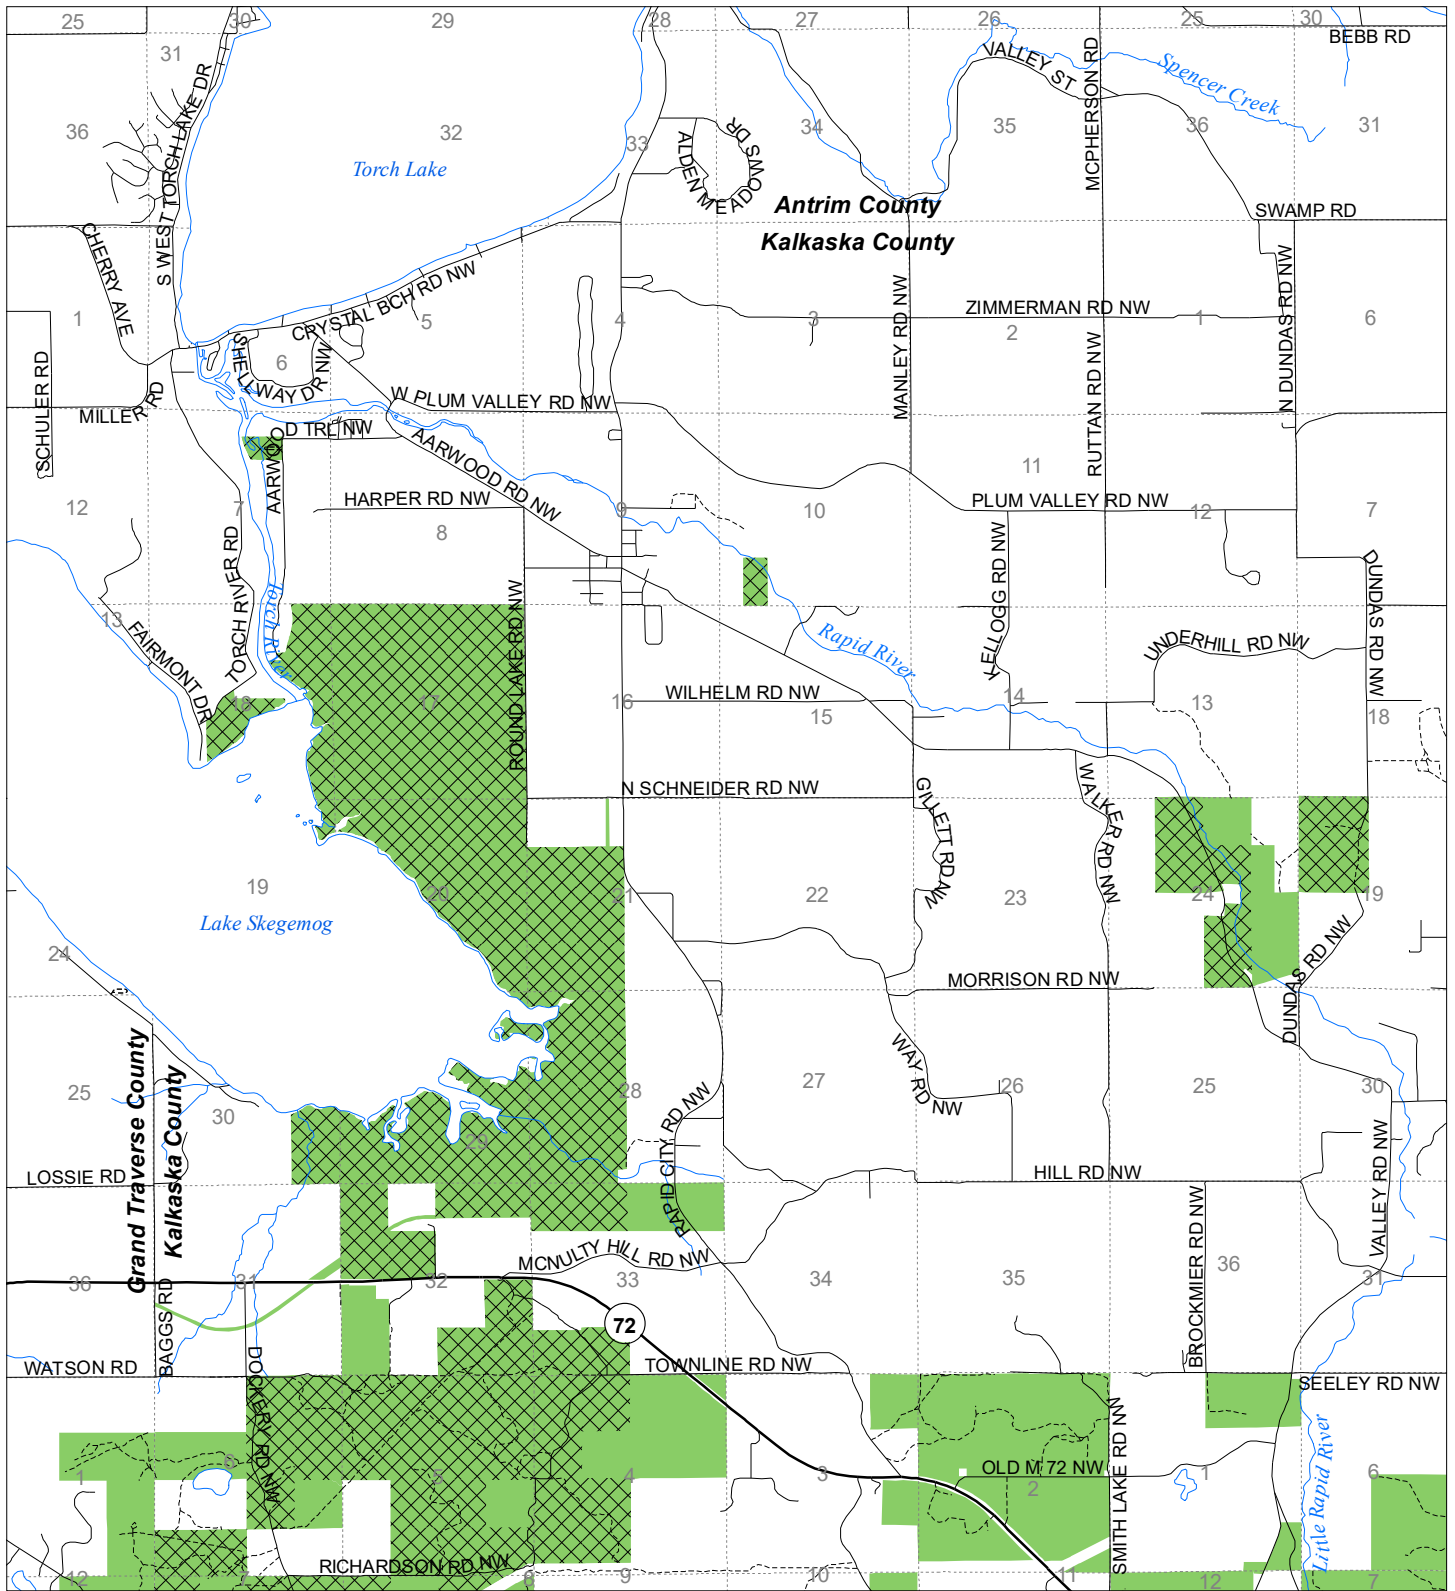 25
30
29
28
27
26
25
30
BEBB RD
31
VALLEY ST
MCPHERSON RD
Spencer Creek
S WEST TORCH LAKE DR
36
32
33
34
35
36
31
Torch Lake
ALDEN MEADOWS DR
Antrim County
Kalkaska County
SWAMP RD
CHERRY AVE
CRYSTAL BCH RD NW
MANLEY RD NW
ZIMMERMAN RD NW
N DUNDAS RD NW
1
5
4
3
2
1
6
6
SHELLWAY DR NW
RUTTAN RD NW
SCHULER RD
MILLER RD
W PLUM VALLEY RD NW
AARWOOD TRL NW
AARWOOD RD NW
11
HARPER RD NW
PLUM VALLEY RD NW
12
7
8
9
10
12
7
TORCH RIVER RD
Torch River
ROUND LAKE RD NW
KELLOGG RD NW
DUNDAS RD NW
13
FAIRMONT DR
Rapid River
UNDERHILL RD NW
18
17
16
WILHELM RD NW
15
14
13
18
N SCHNEIDER RD NW
GILLETT RD NW
WALKER RD NW
19
20
21
22
23
24
19
Lake Skegemog
24
MORRISON RD NW
DUNDAS RD NW
Grand Traverse County
Kalkaska County
WAY RD NW
25
30
29
28
27
26
25
30
RAPID CITY RD NW
VALLEY RD NW
LOSSIE RD
HILL RD NW
MCNULTY HILL RD NW
BROCKMIER RD NW
36
31
32
33
34
35
36
31
BAGGS RD
72
WATSON RD
DOCKERY RD NW
TOWNLINE RD NW
SEELEY RD NW
SMITH LAKE RD NW
OLD M 72 NW
Little Rapid River
1
6
5
4
3
2
1
6
RICHARDSON RD NW
12
7
8
9
10
11
12
7